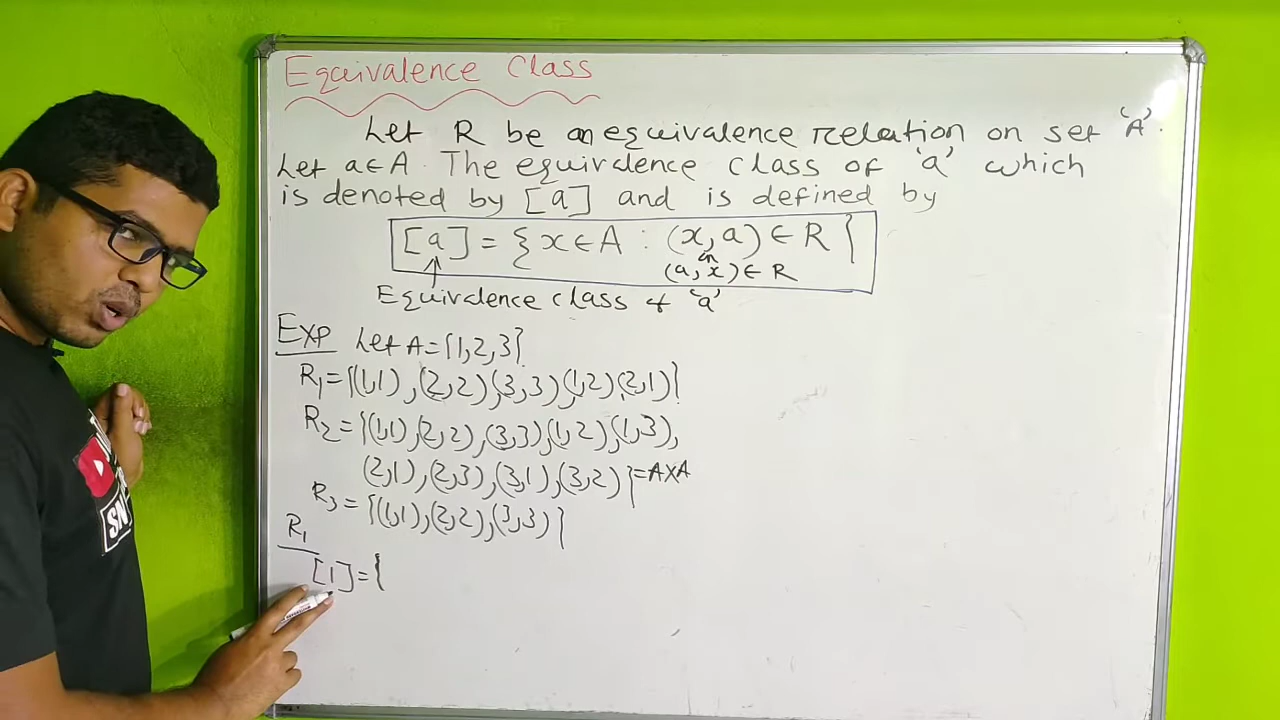 Equivalence Class
Let R be an equivalence relation on set 'A'.
Let a∈A. The equivalence class of 'a' which
is denoted by [a] and is defined by
[a] = {x∈A : (x,a)∈R}
or
(a,x)∈R
Equivalence class of 'a'
Exp Let A={1,2,3}
R₁={(1,1),(2,2)(3,3),(1,2)(2,1)}
R₂={(1,1),(2,2),(3,3),(1,2)(1,3),
(2,1),(2,3),(3,1),(3,2)}=A×A
R₃={(1,1),(2,2),(3,3)}
R₁
[1]={
SN